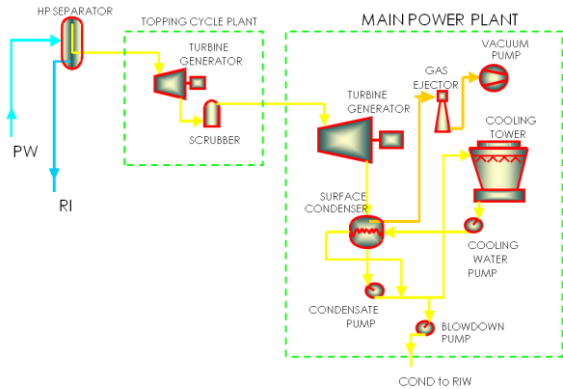 HP SEPARATOR
TOPPING CYCLE PLANT
MAIN POWER PLANT
TURBINE
GENERATOR
SCRUBBER
PW
RI
TURBINE
GENERATOR
GAS
EJECTOR
VACUUM
PUMP
COOLING
TOWER
SURFACE
CONDENSER
COOLING
WATER
PUMP
CONDENSATE
PUMP
BLOWDOWN
PUMP
COND to RIW